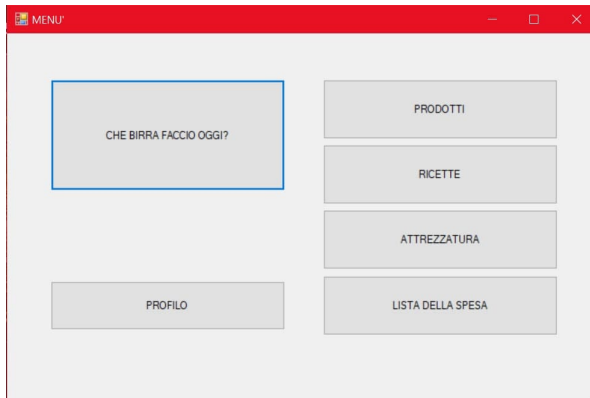 MENU'
CHE BIRRA FACCIO OGGI?
PROFILO
PRODOTTI
RICETTE
ATTREZZATURA
LISTA DELLA SPESA